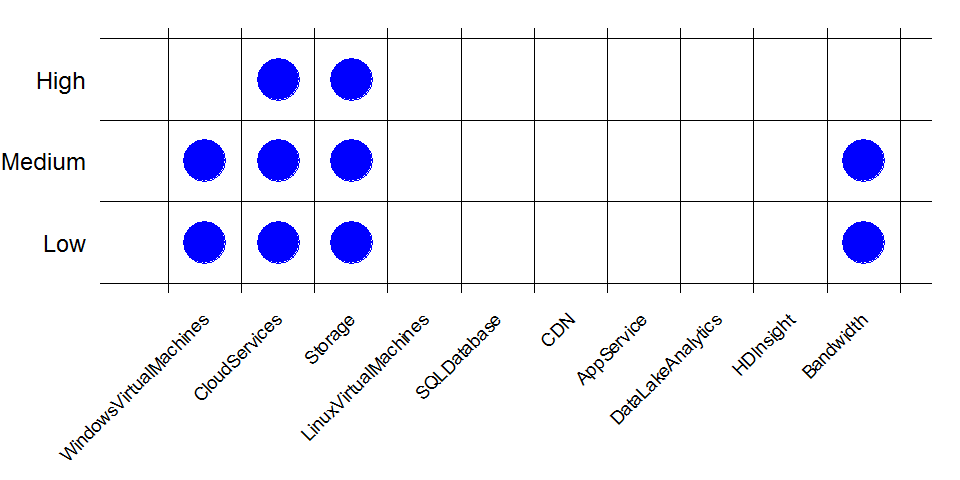 High
Medium
Low
WindowsVirtualMachines
CloudServices
Storage
LinuxVirtualMachines
SQLDatabase
CDN
AppService
DataLakeAnalytics
HDInsight
Bandwidth